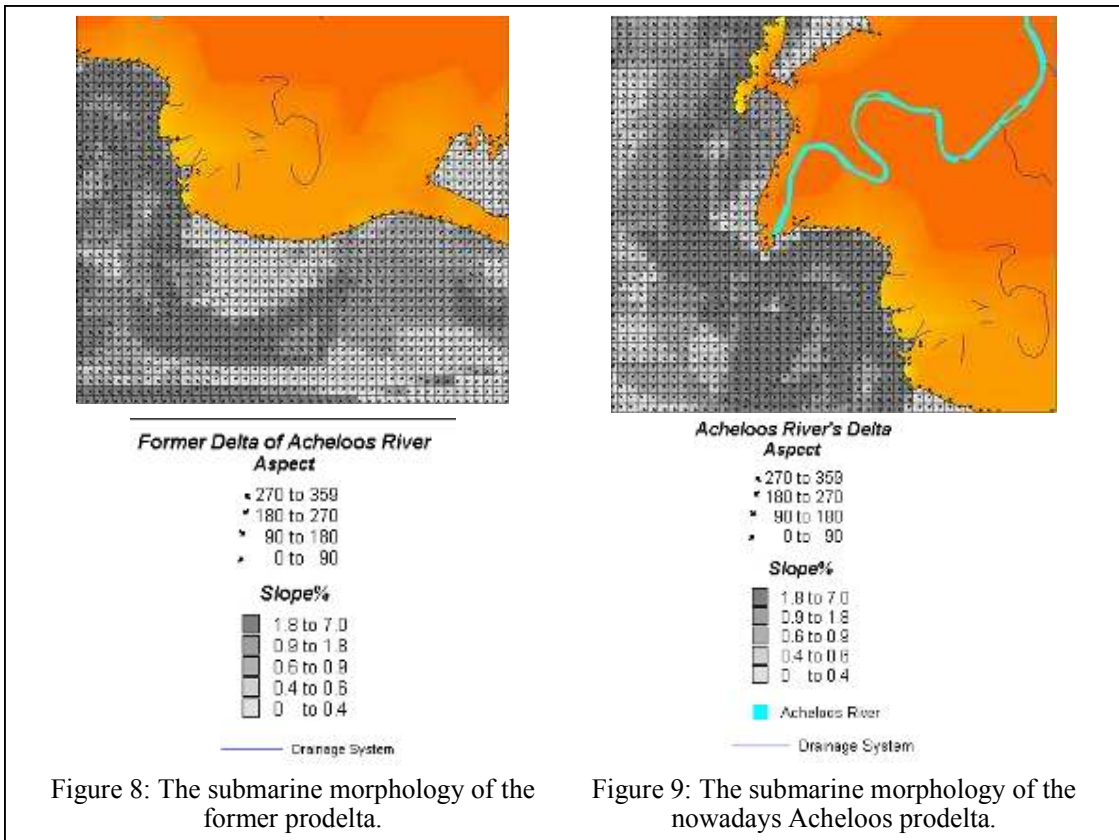 Former Delta of Acheloos River
Aspect
270 to 359
180 to 270
90 to 180
0 to 90
Slope%
1.8 to 7.0
0.9 to 1.8
0.6 to 0.9
0.4 to 0.6
0 to 0.4
Drainage System
Figure 8: The submarine morphology of the
former prodelta.
Acheloos River's Delta
Aspect
270 to 359
180 to 270
90 to 180
0 to 90
Slope%
1.8 to 7.0
0.9 to 1.8
0.6 to 0.9
0.4 to 0.6
0 to 0.4
Acheloos River
Drainage System
Figure 9: The submarine morphology of the
nowadays Acheloos prodelta.